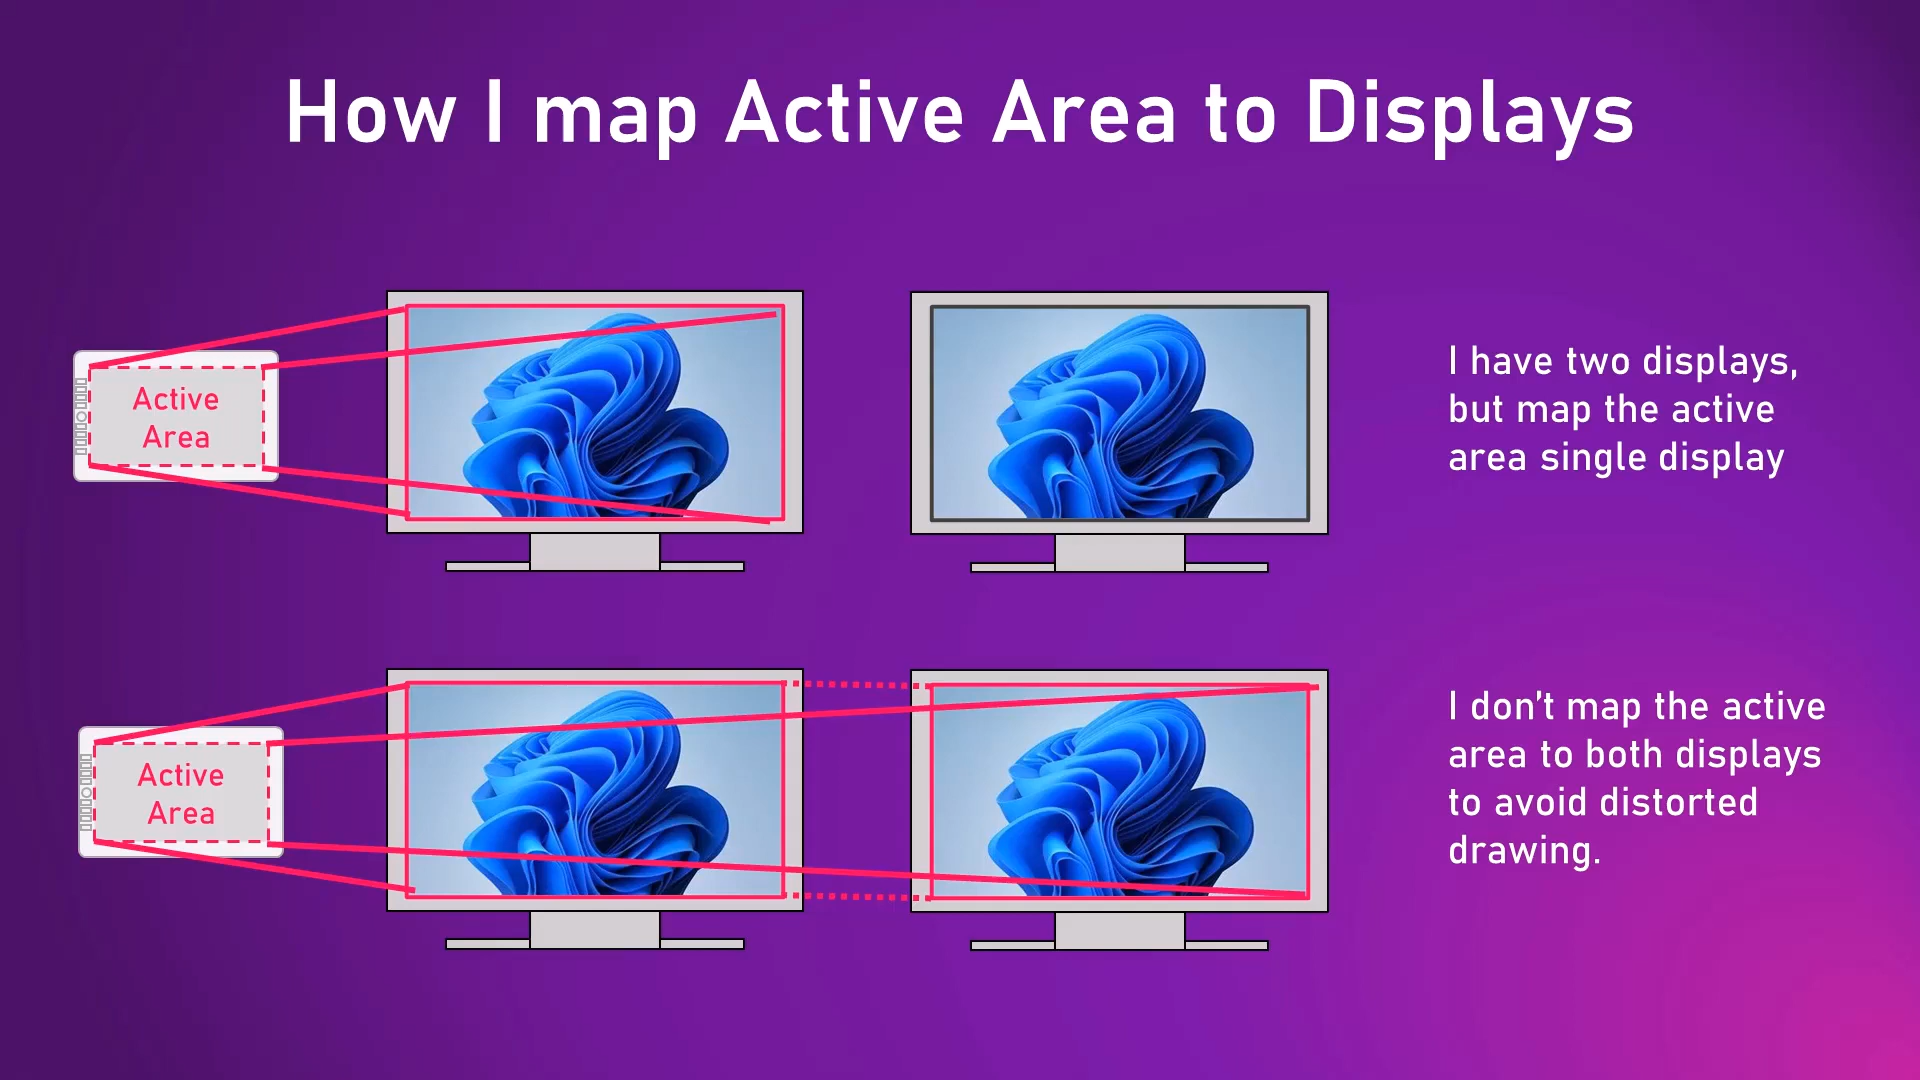 How I map Active Area to Displays
Active
Area
I have two displays,
but map the active
area single display
Active
Area
I don't map the active
area to both displays
to avoid distorted
drawing.